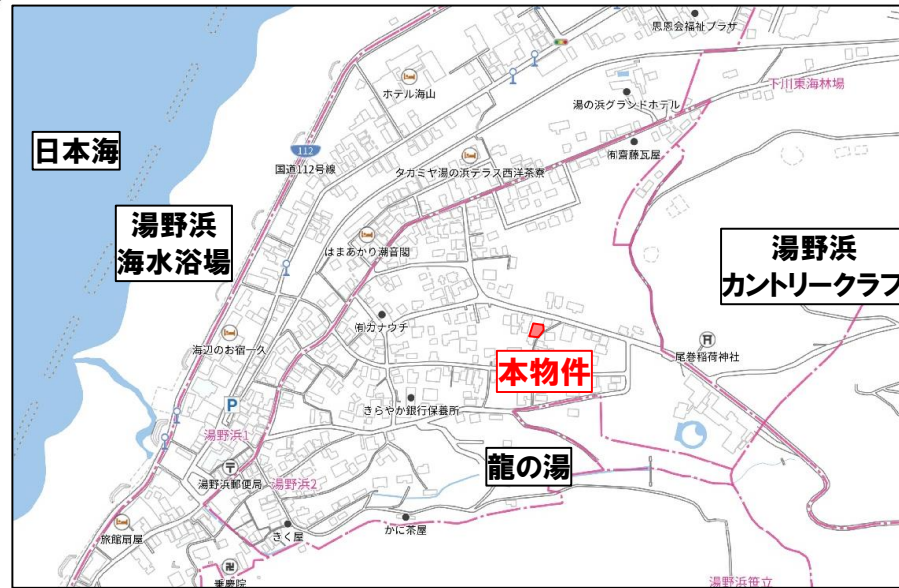 恩恩会福祉プラザ
ホテル海山
下川東海林場
湯の浜グランドホテル
日本海
112
国道112号線
㈲齋藤瓦屋
タカミヤ湯の浜テラス西洋茶寮
湯野浜
海水浴場
はまあかり潮音閣
湯野浜
カントリークラブ
㈲カナウチ
海辺のお宿一久
尾巻稲荷神社
本物件
P
きらやか銀行保養所
湯野浜1
龍の湯
湯野浜郵便局
湯野浜2
旅館扇屋
きく屋
かに茶屋
乗慶院
湯野浜笹立